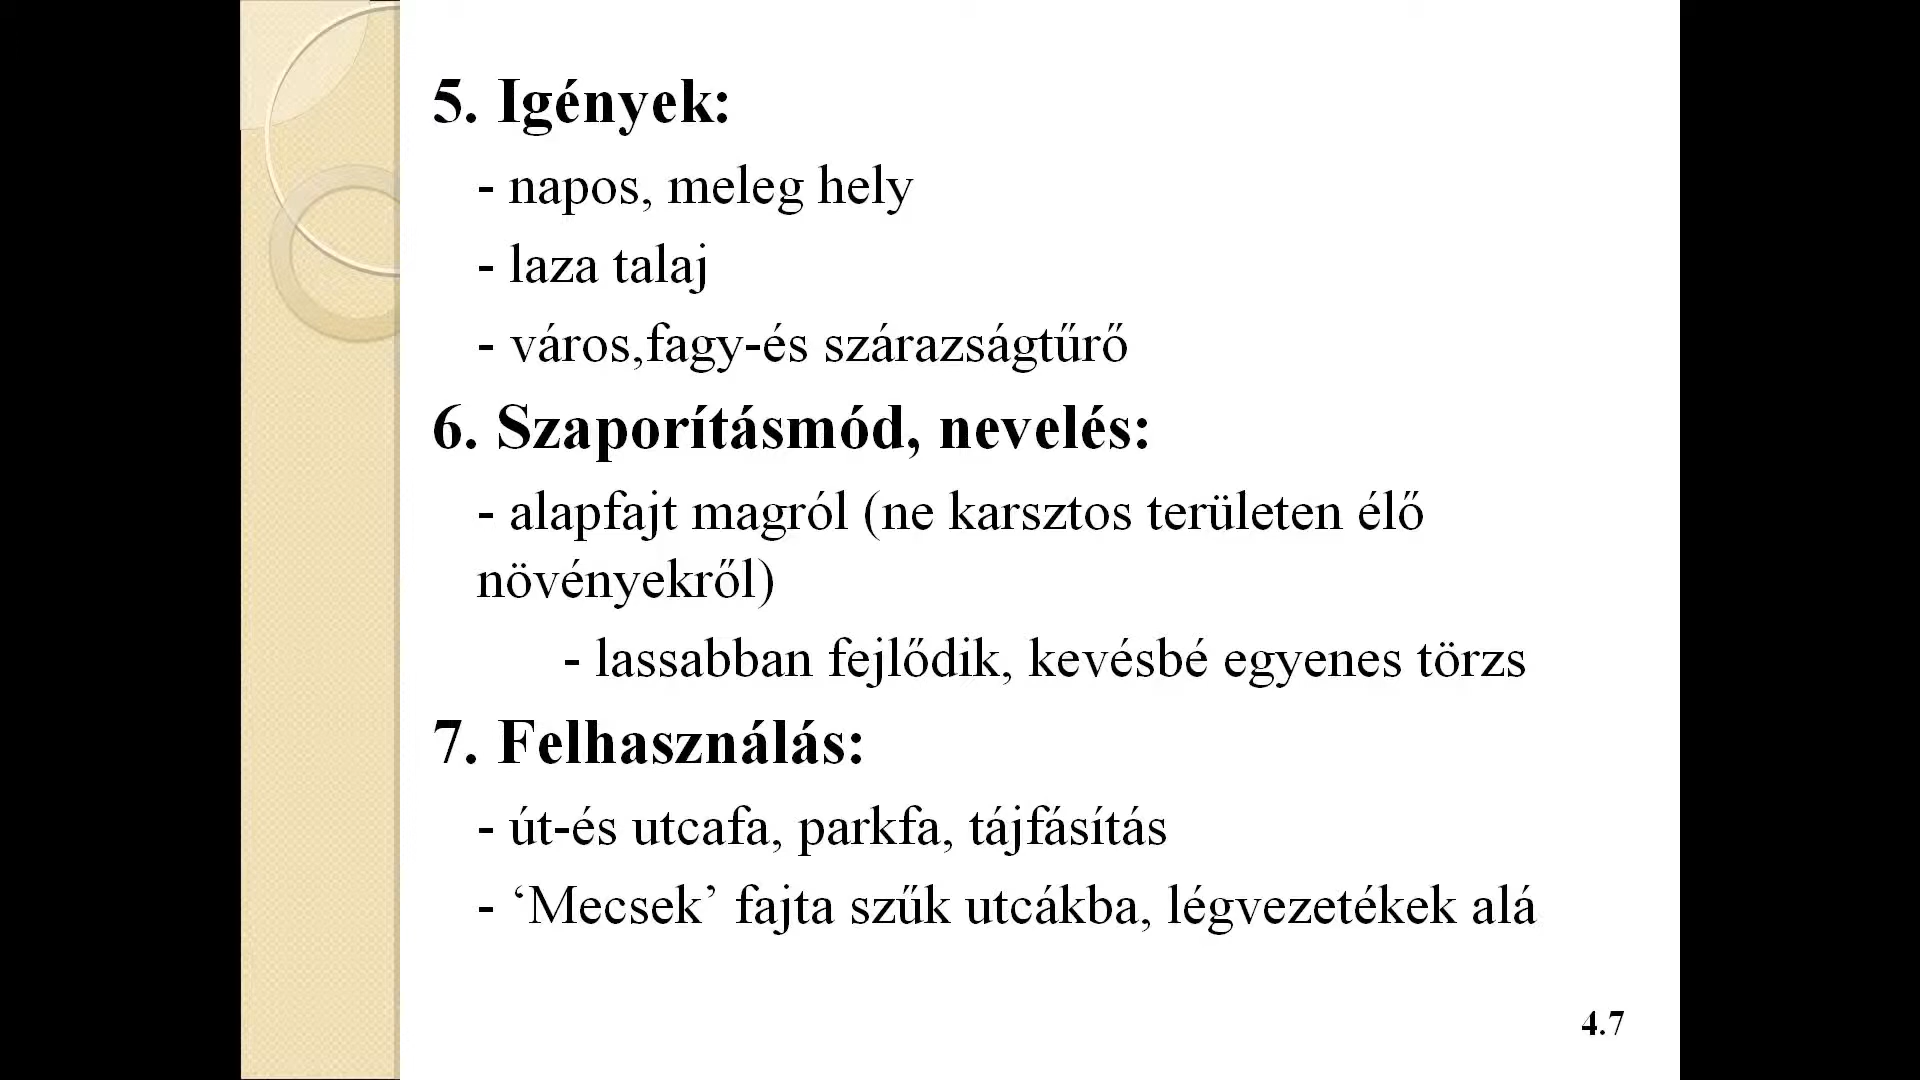 5. Igények:
- napos, meleg hely
- laza talaj
- város,fagy-és szárazságtűrő
6. Szaporításmód, nevelés:
- alapfajt magról (ne karsztos területen élő
növényekről)
- lassabban fejlődik, kevésbé egyenes törzs
7. Felhasználás:
- út-és utcafa, parkfa, tájfásítás
- ‘Mecsek’ fajta szűk utcákba, légvezetékek alá
4.7